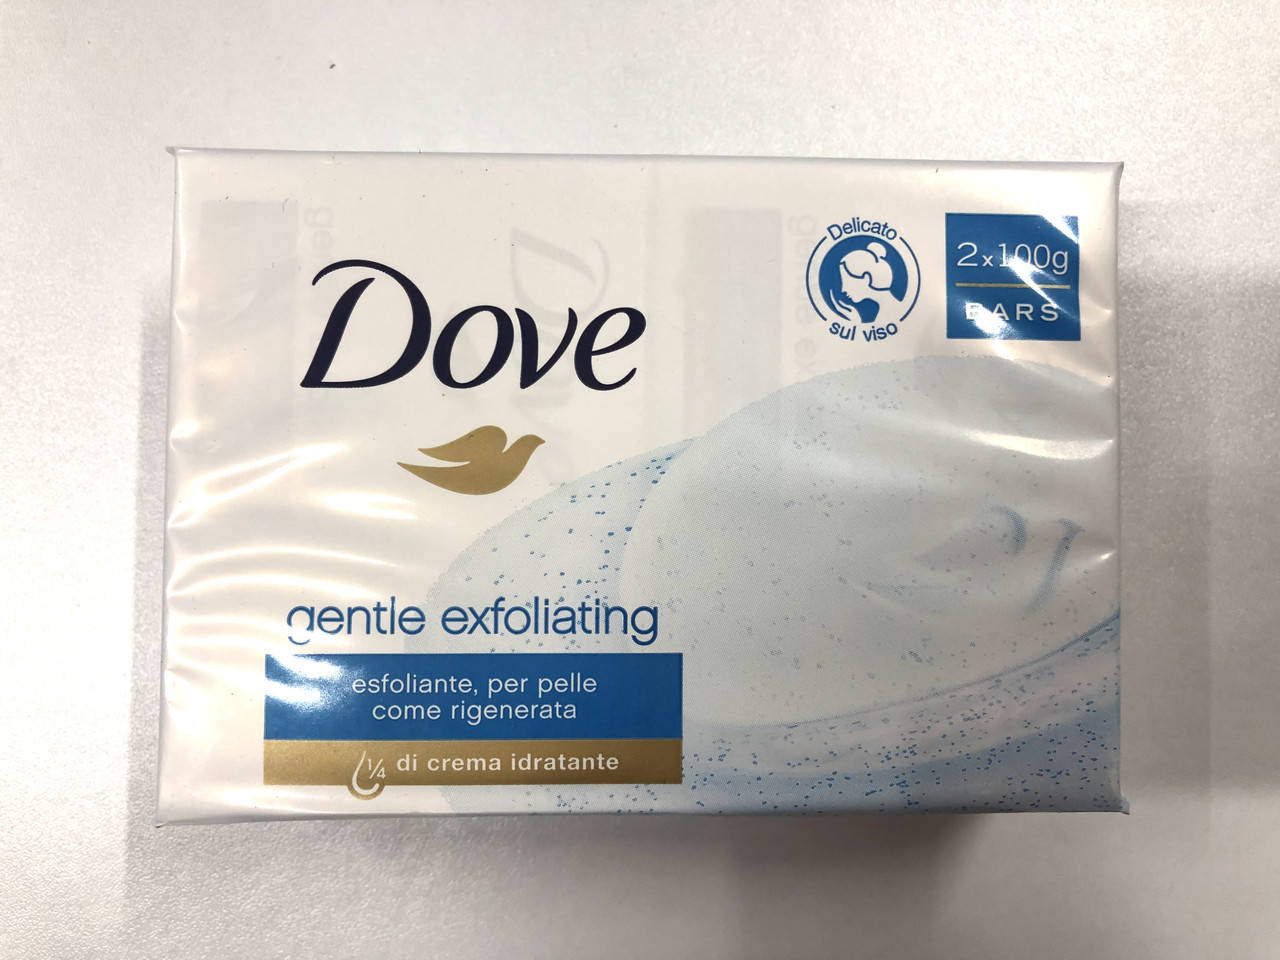 Dove
Delicato
sul viso
2x100g
BARS
gentle exfoliating
esfoliante, per pelle
come rigenerata
1/4 di crema idratante